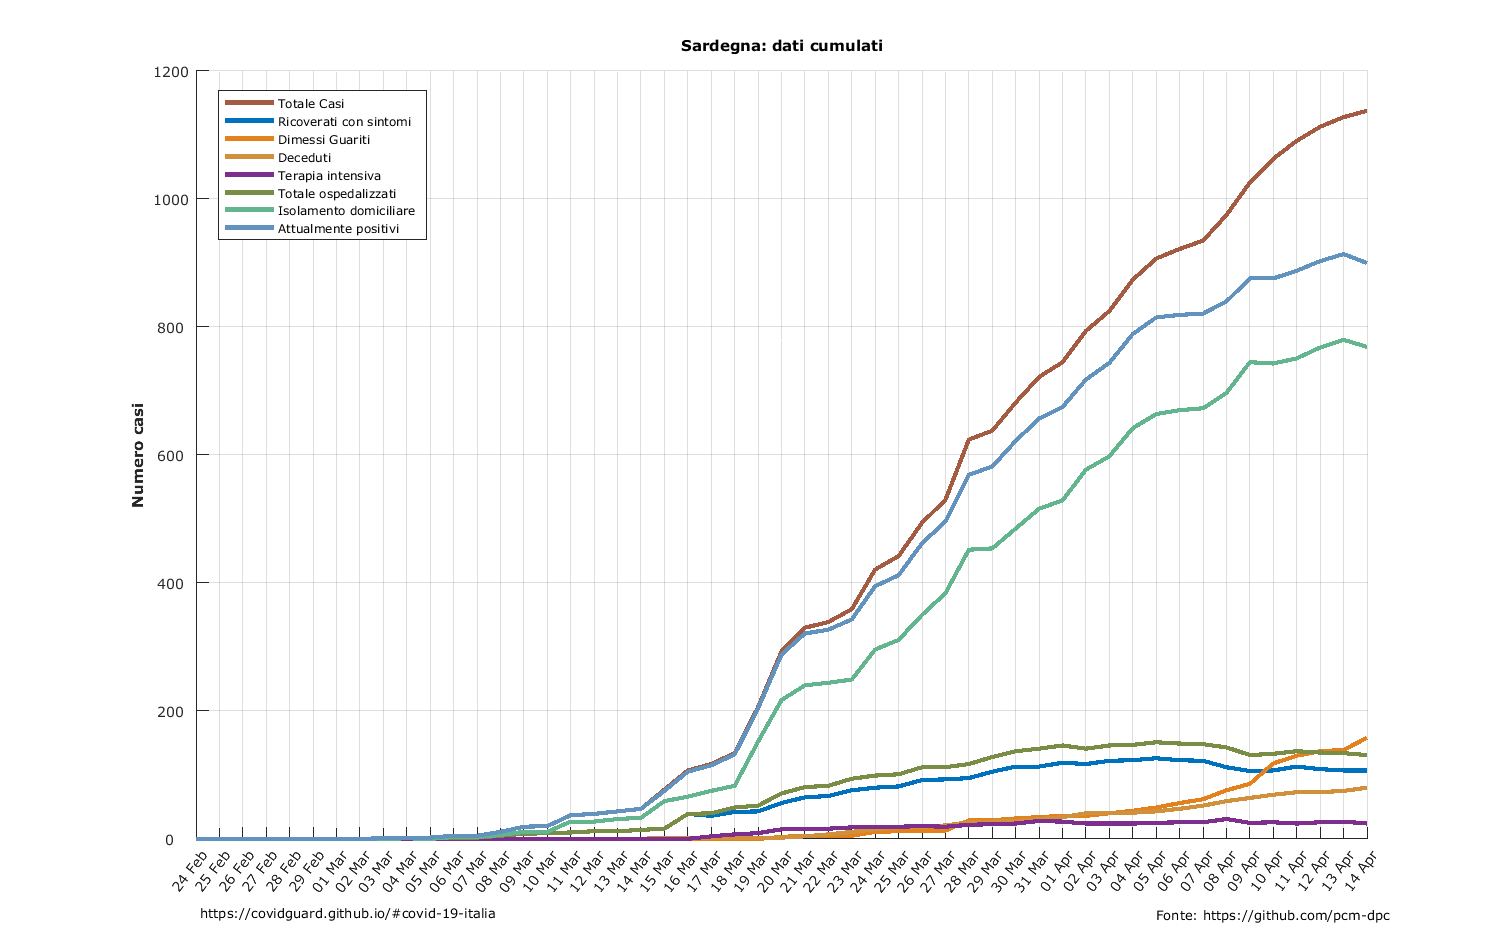 Sardegna: dati cumulati
Numero casi
1200
1000
800
600
400
200
0
Totale Casi
Ricoverati con sintomi
Dimessi Guariti
Deceduti
Terapia intensiva
Totale ospedalizzati
Isolamento domiciliare
Attualmente positivi
24 Feb
25 Feb
26 Feb
27 Feb
28 Feb
29 Feb
01 Mar
02 Mar
03 Mar
04 Mar
05 Mar
06 Mar
07 Mar
08 Mar
09 Mar
10 Mar
11 Mar
12 Mar
13 Mar
14 Mar
15 Mar
16 Mar
17 Mar
18 Mar
19 Mar
20 Mar
21 Mar
22 Mar
23 Mar
24 Mar
25 Mar
26 Mar
27 Mar
28 Mar
29 Mar
30 Mar
31 Mar
01 Apr
02 Apr
03 Apr
04 Apr
05 Apr
06 Apr
07 Apr
08 Apr
09 Apr
10 Apr
11 Apr
12 Apr
13 Apr
14 Apr
https://covidguard.github.io/#covid-19-italia
Fonte: https://github.com/pcm-dpc